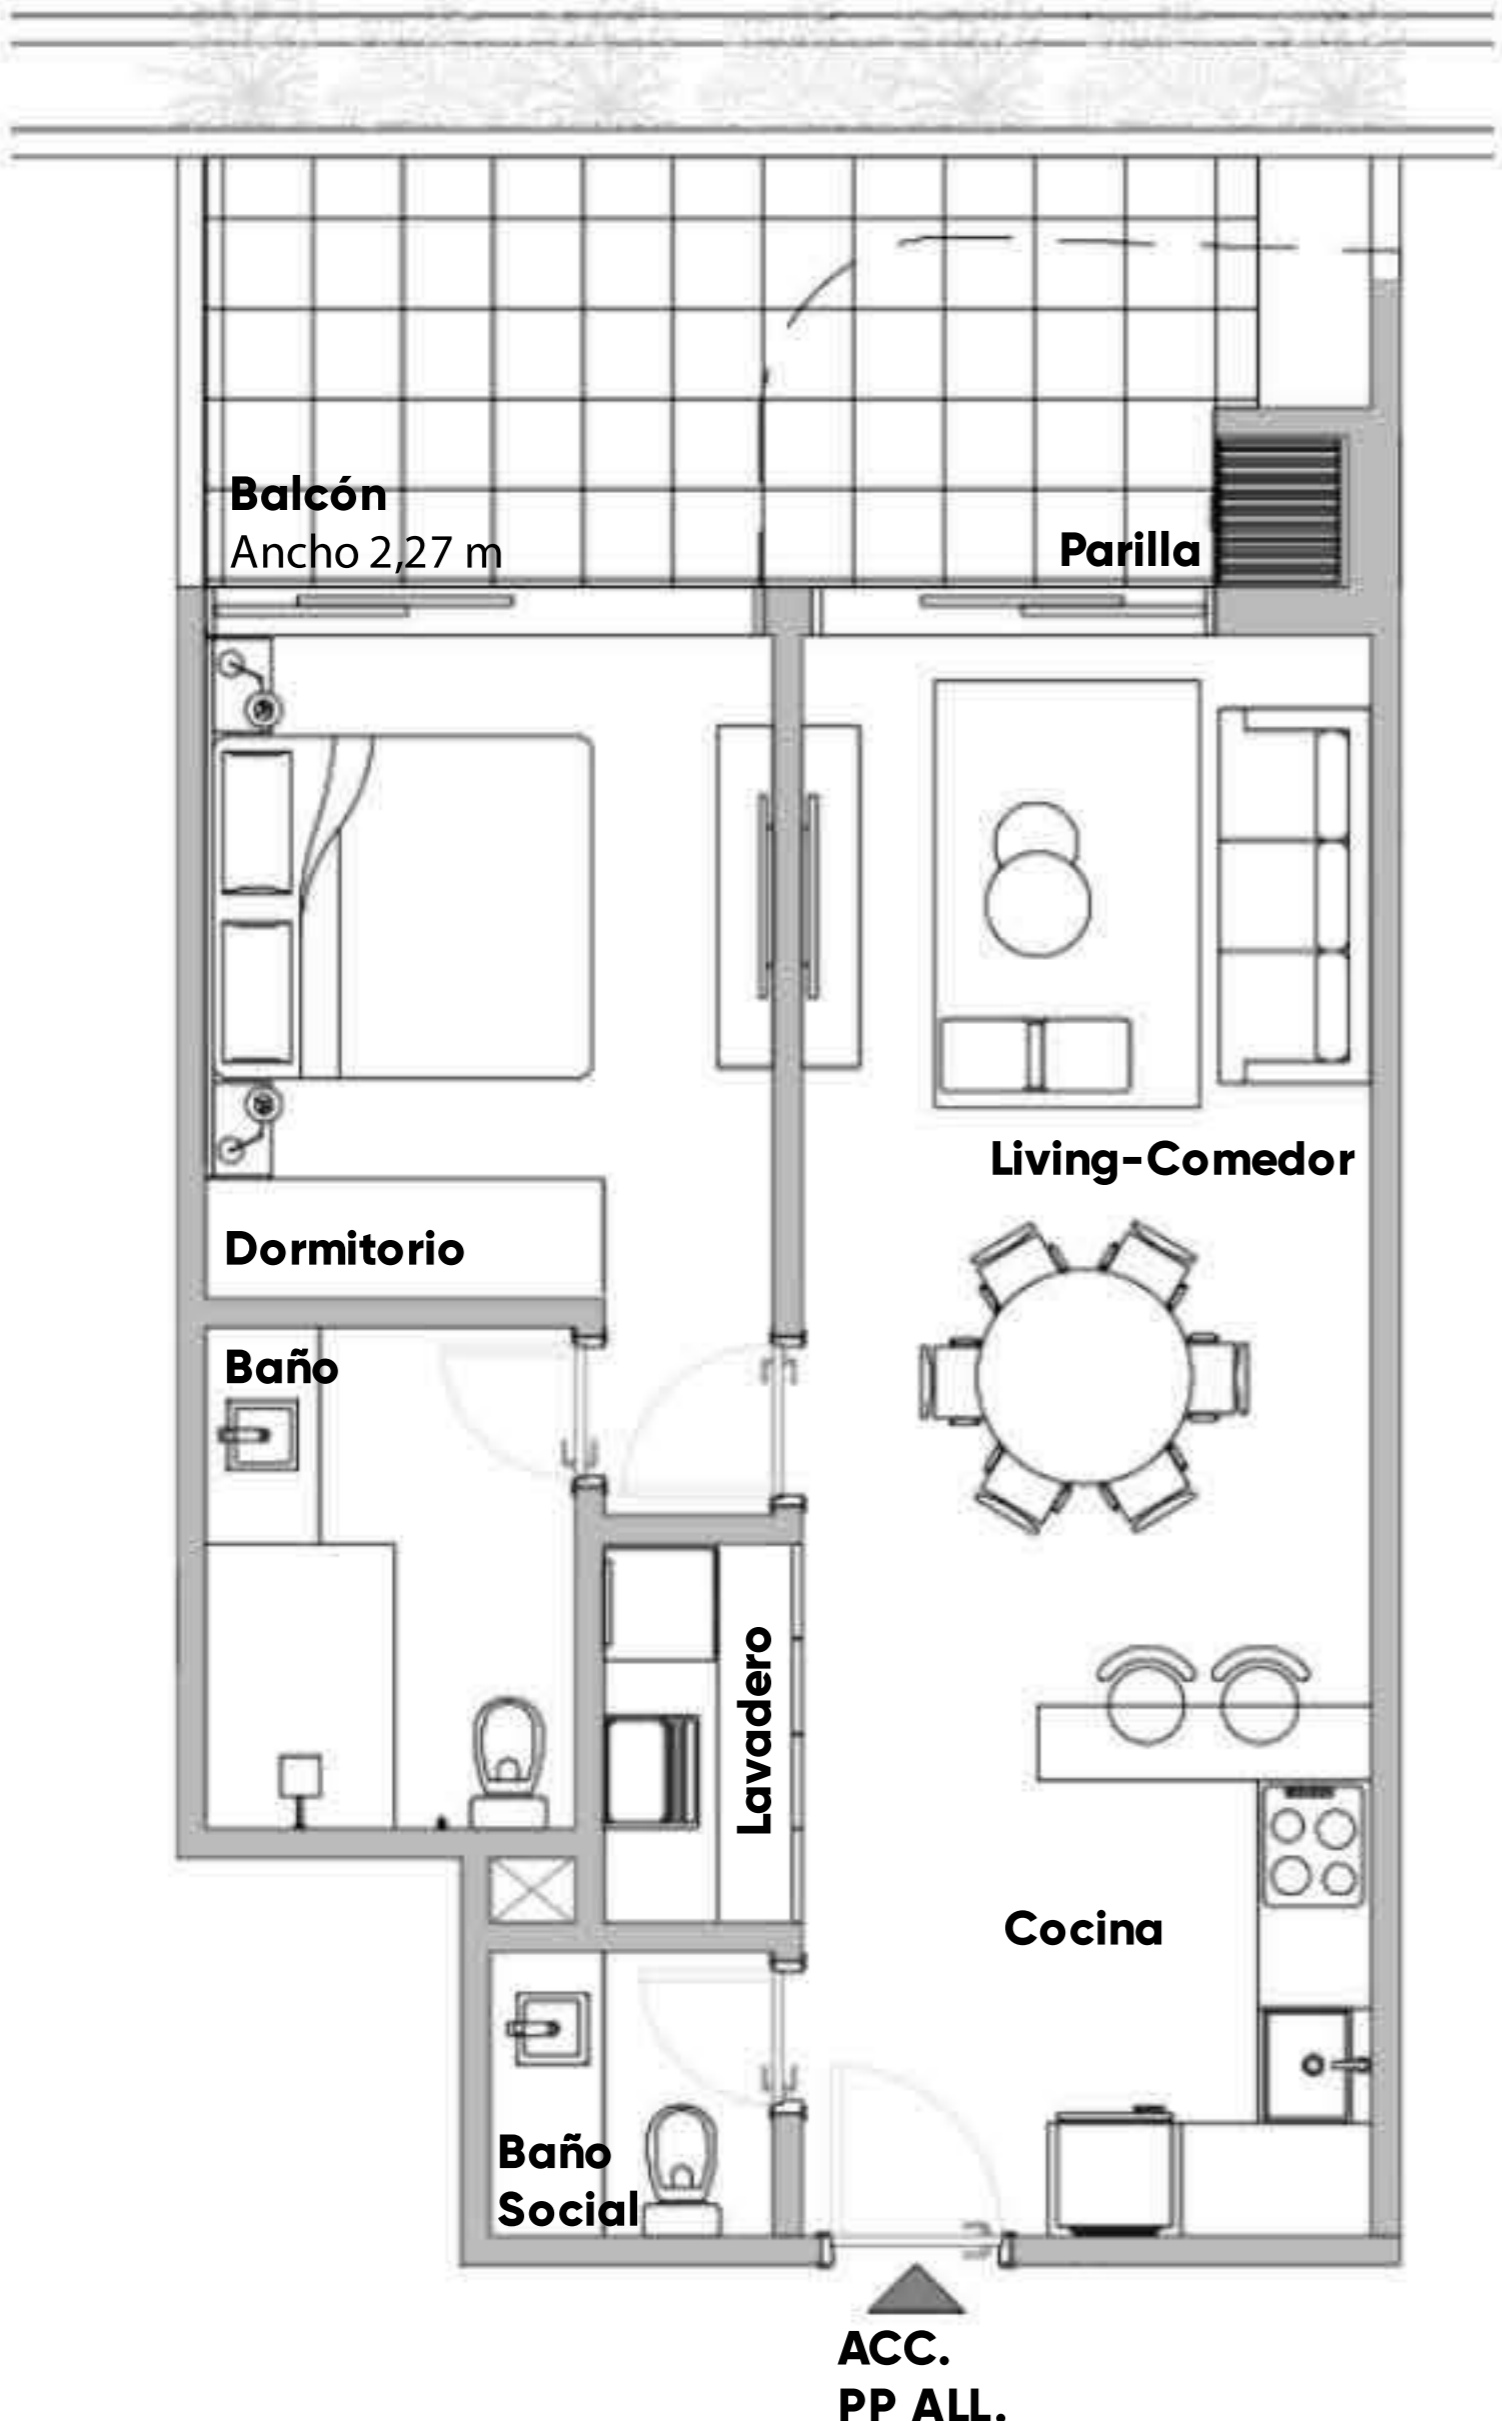 Balcón
Ancho 2,27 m
Parilla
Living-Comedor
Dormitorio
Baño
Lavadero
Cocina
Baño
Social
ACC.
PP ALL.